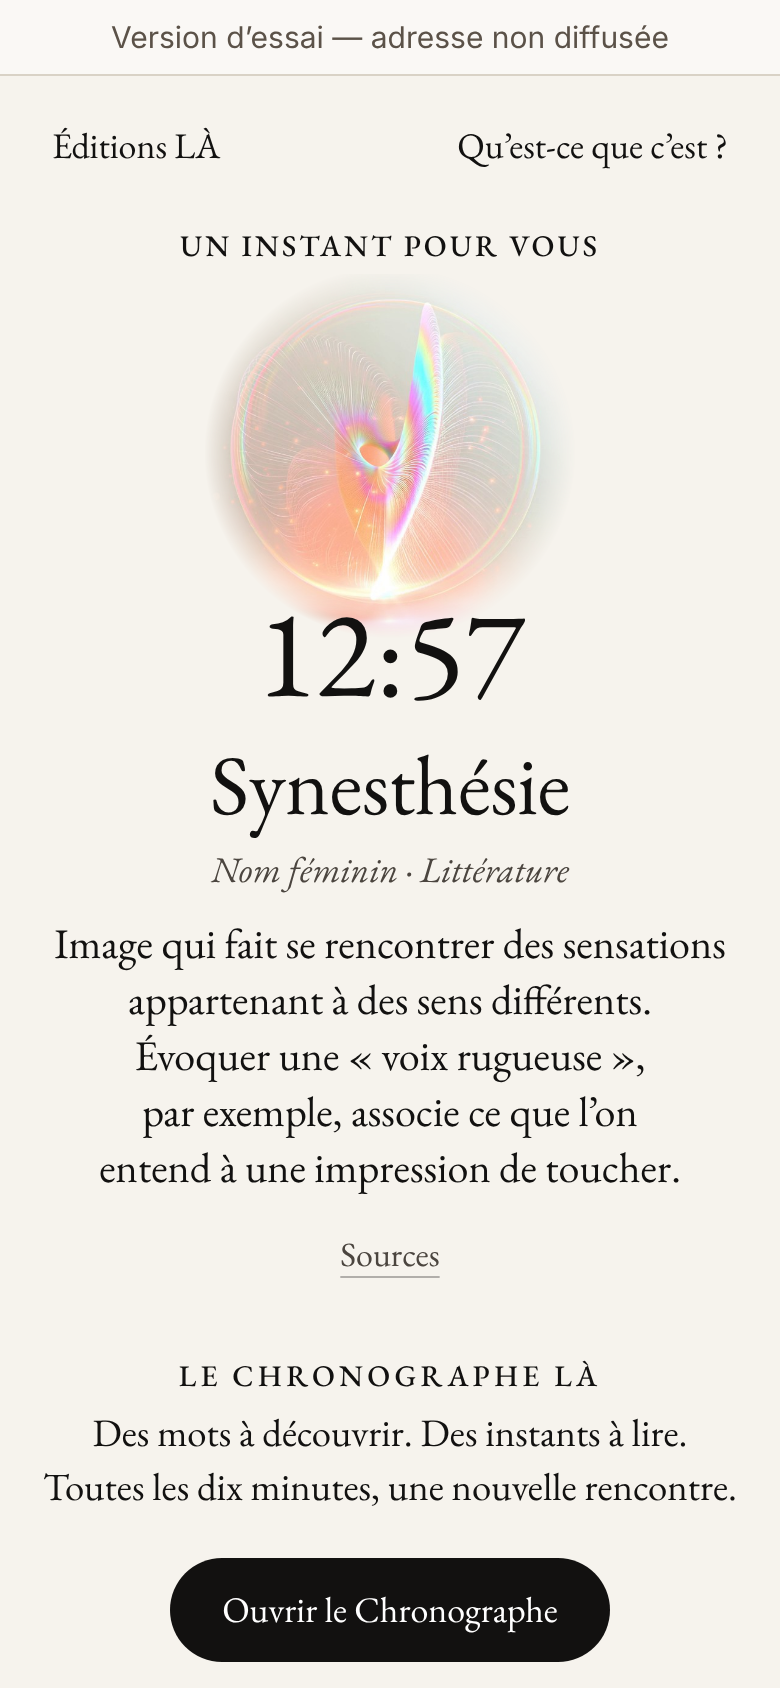 Version d’essai — adresse non diffusée
Éditions LÀ
Qu’est-ce que c’est ?
UN INSTANT POUR VOUS
12:57
Synesthésie
Nom féminin · Littérature
Image qui fait se rencontrer des sensations
appartenant à des sens différents.
Évoquer une « voix rugueuse »,
par exemple, associe ce que l’on
entend à une impression de toucher.
Sources
LE CHRONOGRAPHE LÀ
Des mots à découvrir. Des instants à lire.
Toutes les dix minutes, une nouvelle rencontre.
Ouvrir le Chronographe